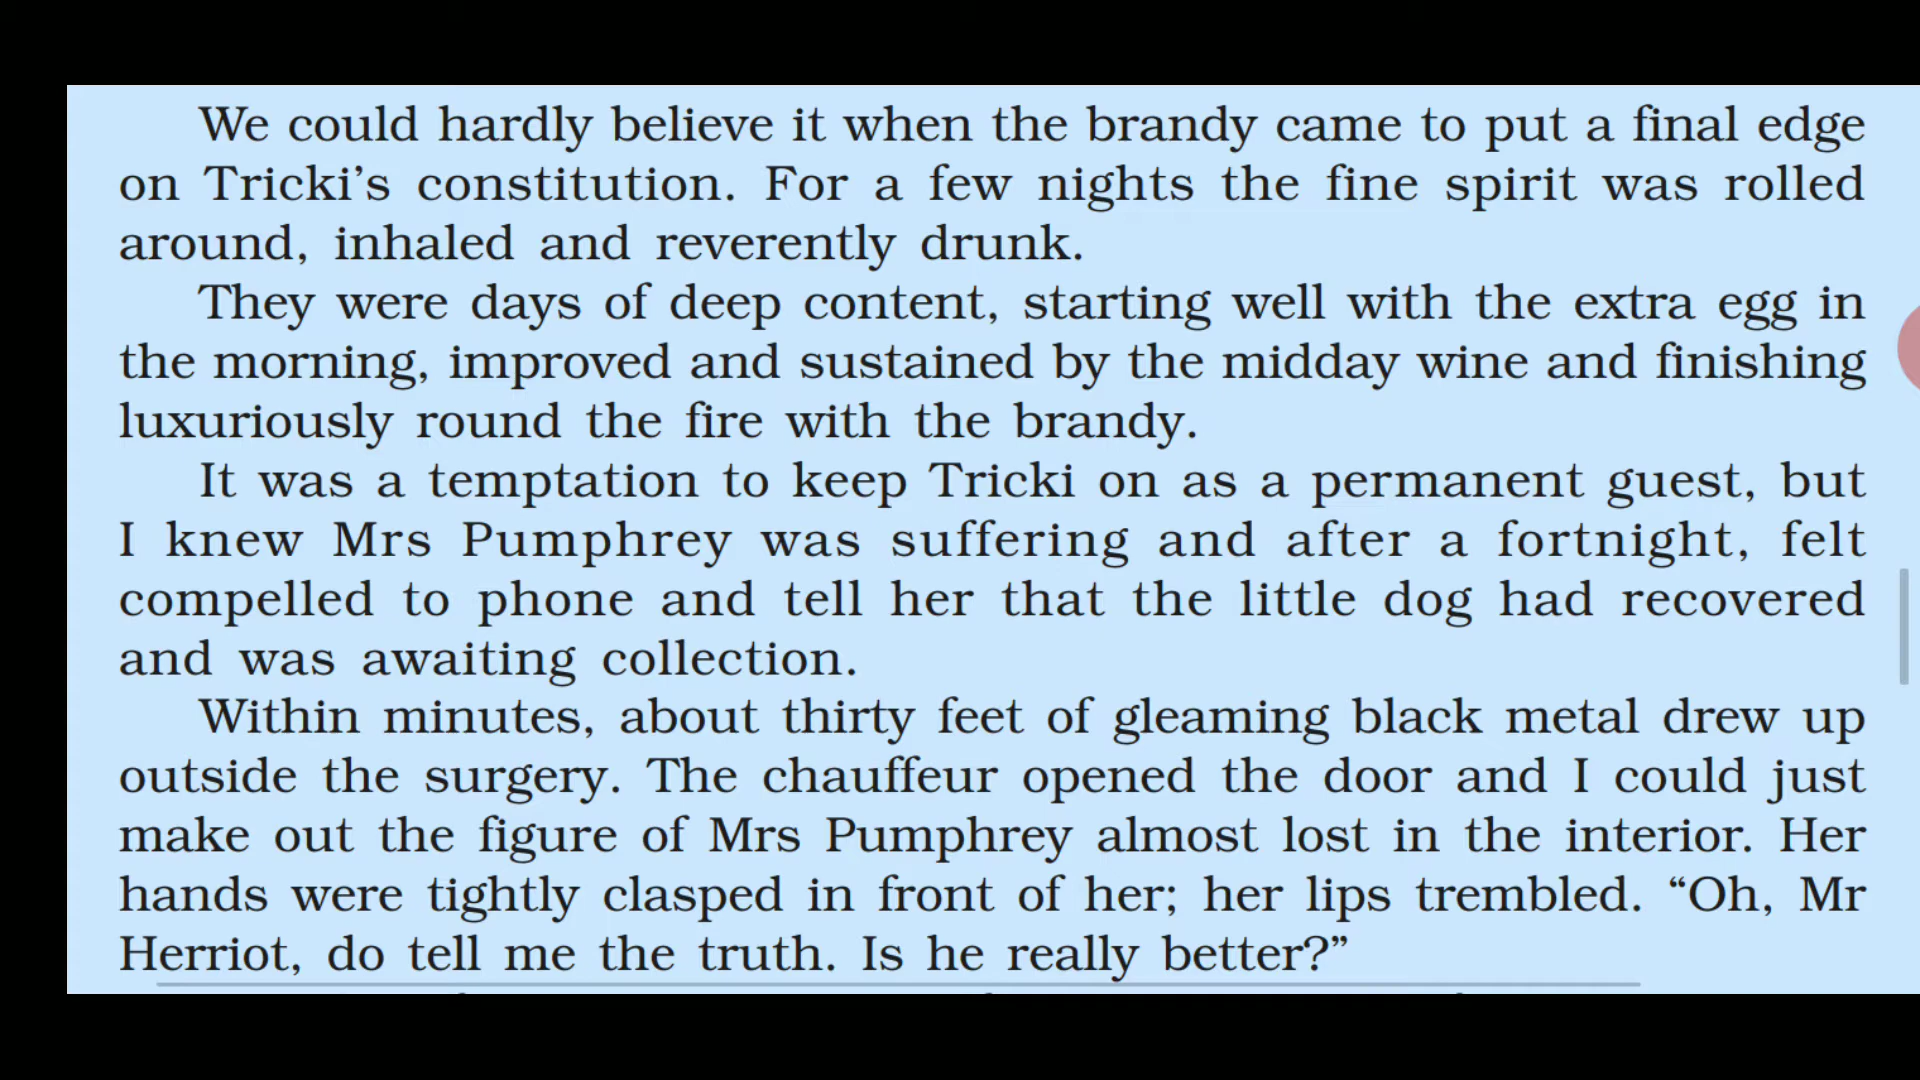 We could hardly believe it when the brandy came to put a final edge
on Tricki’s constitution. For a few nights the fine spirit was rolled
around, inhaled and reverently drunk.
They were days of deep content, starting well with the extra egg in
the morning, improved and sustained by the midday wine and finishing
luxuriously round the fire with the brandy.
It was a temptation to keep Tricki on as a permanent guest, but
I knew Mrs Pumphrey was suffering and after a fortnight, felt
compelled to phone and tell her that the little dog had recovered
and was awaiting collection.
Within minutes, about thirty feet of gleaming black metal drew up
outside the surgery. The chauffeur opened the door and I could just
make out the figure of Mrs Pumphrey almost lost in the interior. Her
hands were tightly clasped in front of her; her lips trembled. “Oh, Mr
Herriot, do tell me the truth. Is he really better?”